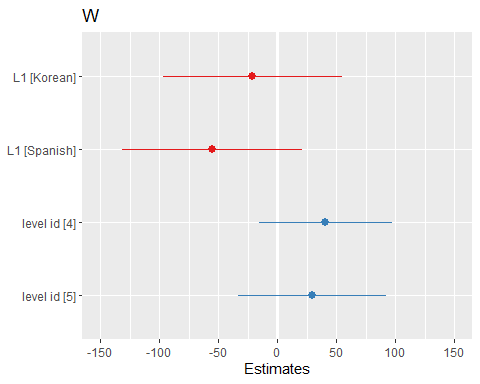 W
L1 [Korean]
L1 [Spanish]
level id [4]
level id [5]
-150 -100 -50 0 50 100 150
Estimates